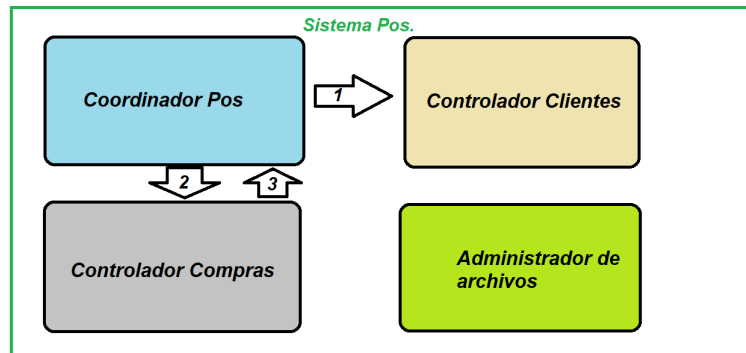 Sistema Pos.
Coordinador Pos
1
Controlador Clientes
2
3
Controlador Compras
Administrador de
archivos